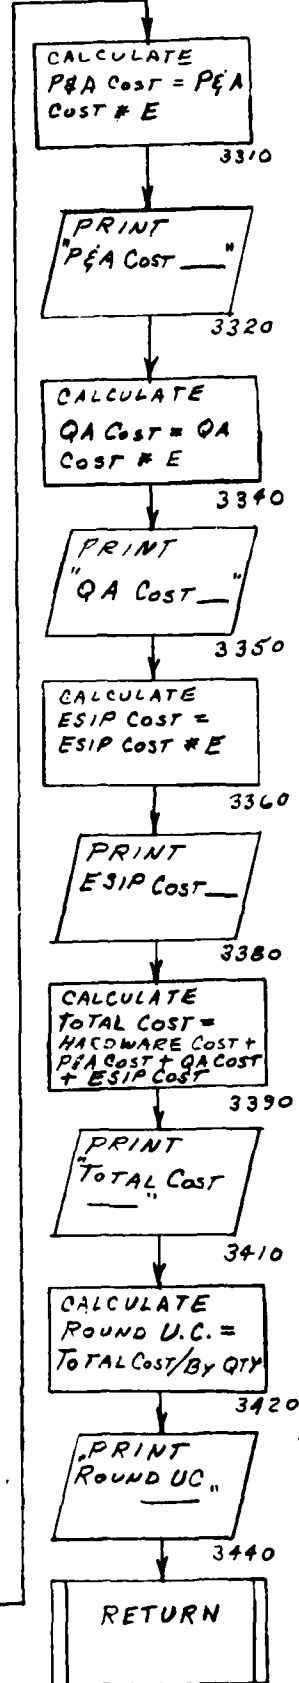 CALCULATE
P&A COST = P&A
COST * E
3310
PRINT
"P&A COST ___"
3320
CALCULATE
QA COST = QA
COST * E
3340
PRINT
"QA COST __"
3350
CALCULATE
ESIP COST =
ESIP COST * E
3360
PRINT
ESIP COST __
3380
CALCULATE
TOTAL COST =
HARDWARE COST +
P&A COST + QA COST
+ ESIP COST
3390
PRINT
"TOTAL COST
___"
3410
CALCULATE
ROUND U.C. =
TOTAL COST/BY QTY
3420
"PRINT
ROUND UC
___"
3440
RETURN